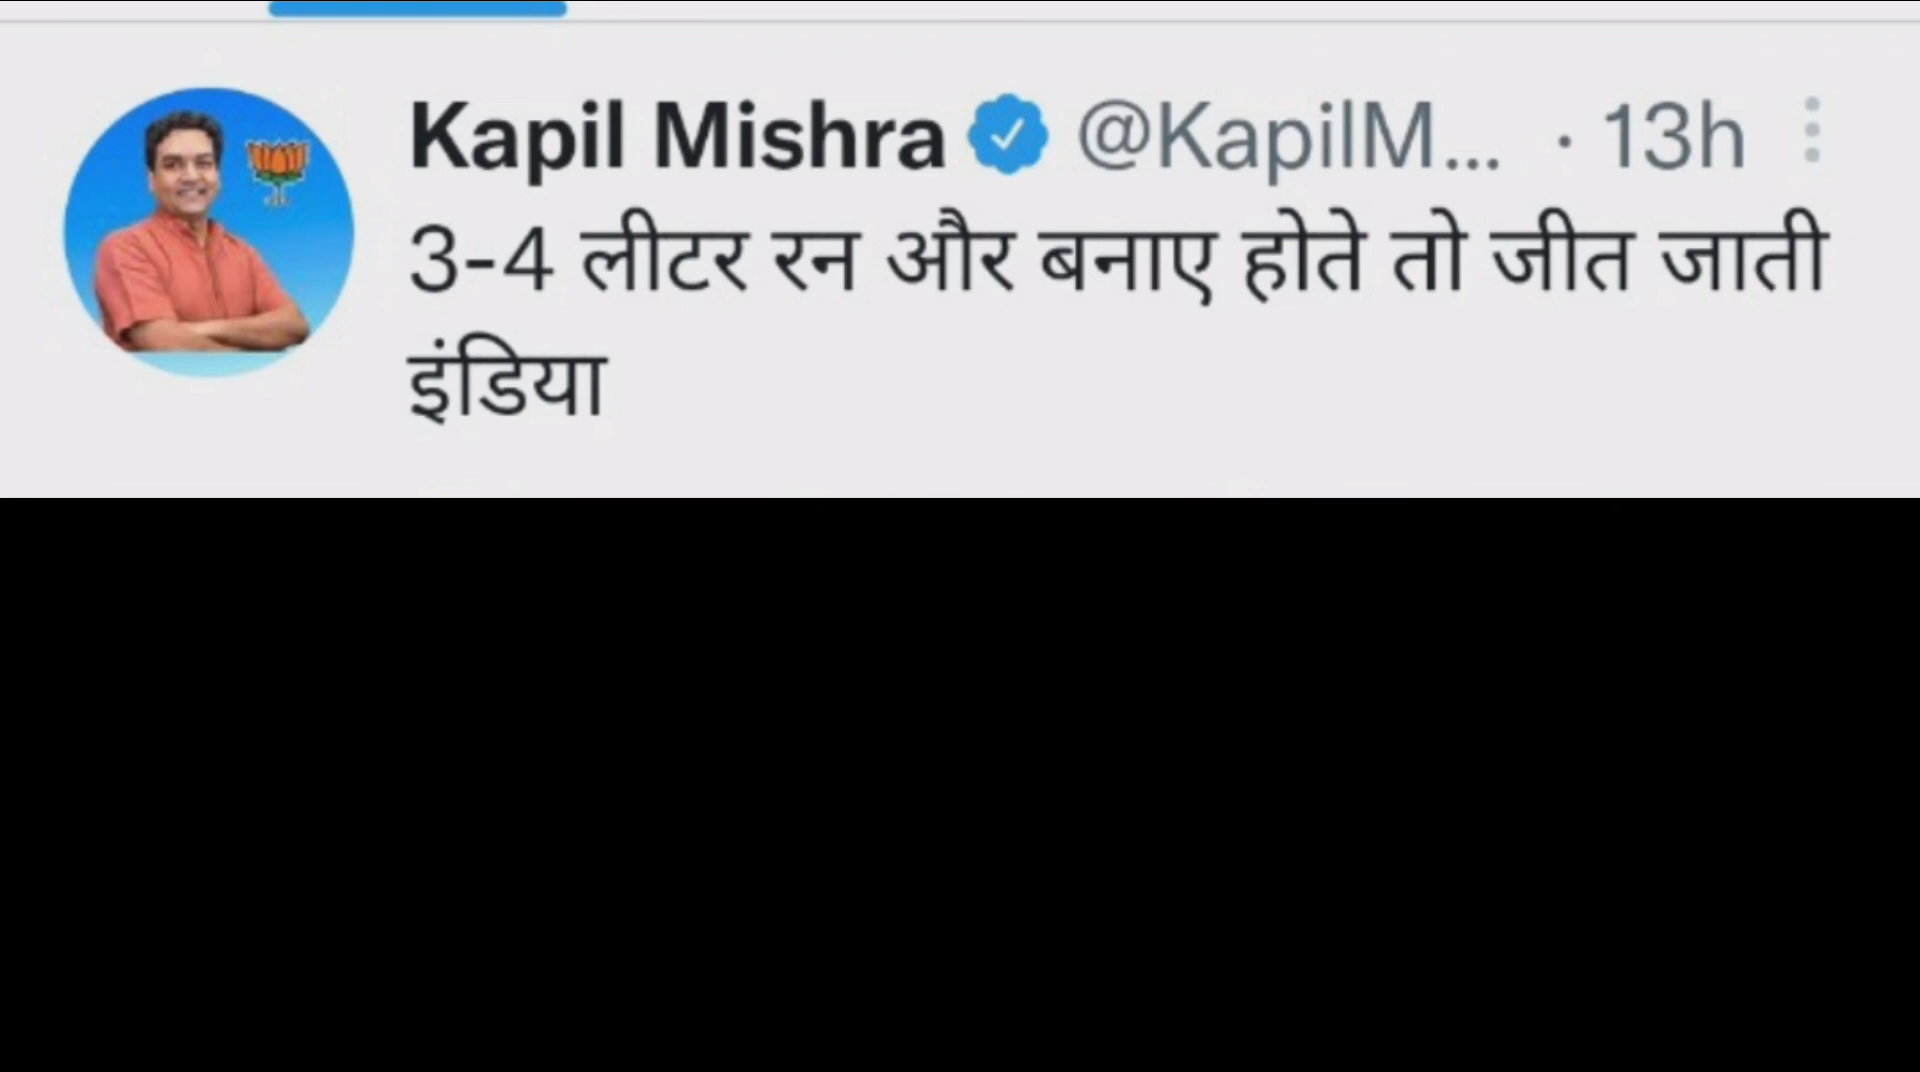 Kapil Mishra @KapilM... · 13h
3-4 लीटर रन और बनाए होते तो जीत जाती
इंडिया